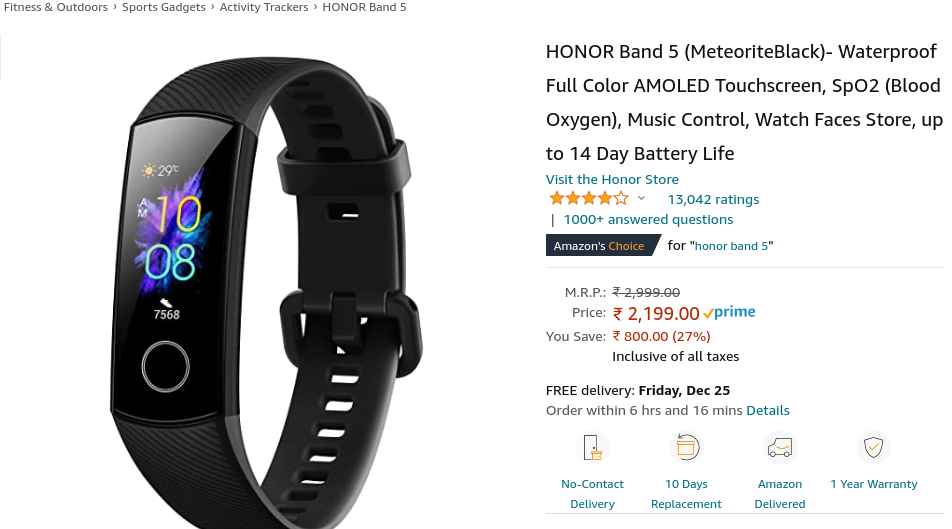 Fitness & Outdoors › Sports Gadgets › Activity Trackers › HONOR Band 5
HONOR Band 5 (MeteoriteBlack)- Waterproof
Full Color AMOLED Touchscreen, SpO2 (Blood
Oxygen), Music Control, Watch Faces Store, up
to 14 Day Battery Life
Visit the Honor Store
13,042 ratings
| 1000+ answered questions
Amazon's Choice for "honor band 5"
M.R.P.: ₹ 2,999.00
Price: ₹ 2,199.00 prime
You Save: ₹ 800.00 (27%)
Inclusive of all taxes
FREE delivery: Friday, Dec 25
Order within 6 hrs and 16 mins Details
No-Contact
Delivery
10 Days
Replacement
Amazon
Delivered
1 Year Warranty
29℃
AM
10
08
7568